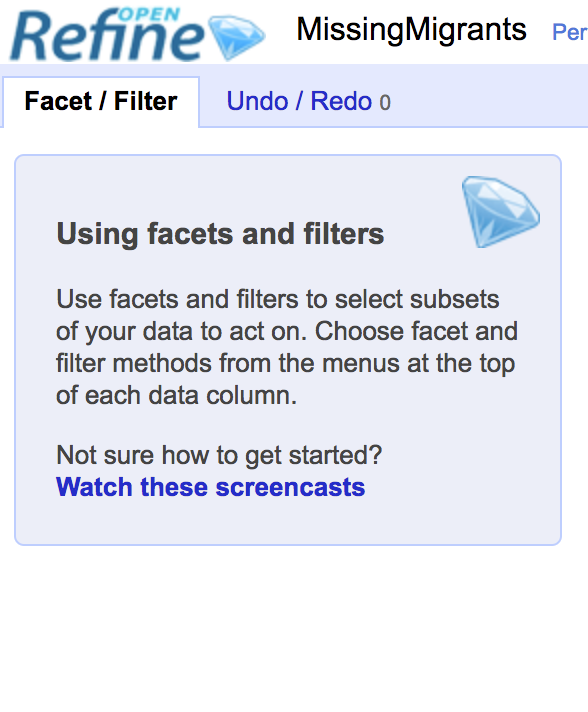 OPEN
Refine
MissingMigrants
Per
Facet / Filter
Undo / Redo 0
Using facets and filters
Use facets and filters to select subsets
of your data to act on. Choose facet and
filter methods from the menus at the top
of each data column.
Not sure how to get started?
Watch these screencasts